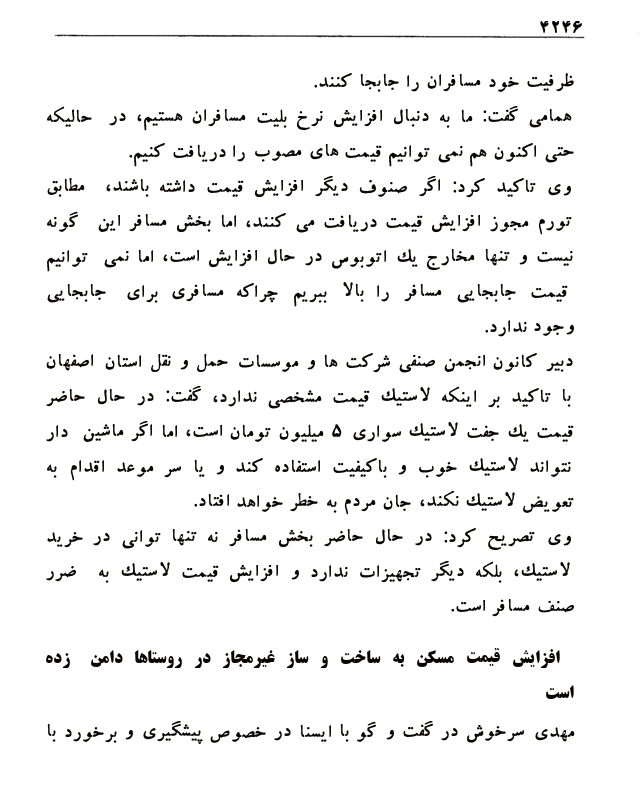 ۴۲۴۶
ظرفیت خود مسافران را جابجا کنند.
همامی گفت: ما به دنبال افزایش نرخ بلیت مسافران هستیم، در حالیکه
حتی اکنون هم نمی توانیم قیمت های مصوب را دریافت کنیم.
وی تاکید کرد: اگر صنوف دیگر افزایش قیمت داشته باشند، مطابق
تورم مجوز افزایش قیمت دریافت می کنند، اما بخش مسافر این گونه
نیست و تنها مخارج یك اتوبوس در حال افزایش است، اما نمی توانیم
قیمت جابجایی مسافر را بالا ببریم چراکه مسافری برای جابجایی
وجود ندارد.
دبیر کانون انجمن صنفی شرکت ها و موسسات حمل و نقل استان اصفهان
با تاکید بر اینکه لاستیك قیمت مشخصی ندارد، گفت: در حال حاضر
قیمت یك جفت لاستیك سواری ۵ میلیون تومان است، اما اگر ماشین دار
نتواند لاستیك خوب و باکیفیت استفاده کند و یا سر موعد اقدام به
تعویض لاستیك نکند، جان مردم به خطر خواهد افتاد.
وی تصریح کرد: در حال حاضر بخش مسافر نه تنها توانی در خرید
لاستیك، بلکه دیگر تجهیزات ندارد و افزایش قیمت لاستیك به ضرر
صنف مسافر است.
افزایش قیمت مسکن به ساخت و ساز غیرمجاز در روستاها دامن زده
است
مهدی سرخوش در گفت و گو با ایسنا در خصوص پیشگیری و برخورد با